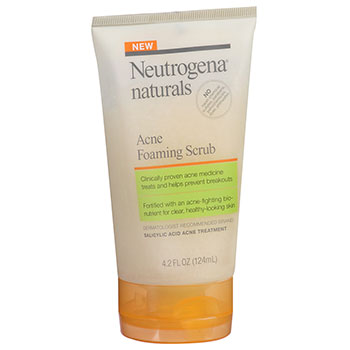 NEW
Neutrogena®
naturals
NO
Acne
Foaming Scrub
Clinically proven acne medicine
treats and helps prevent breakouts
Fortified with an acne-fighting bio-
nutrient for clear, healthy-looking skin
DERMATOLOGIST RECOMMENDED BRAND
SALICYLIC ACID ACNE TREATMENT
4.2 FL OZ (124mL)